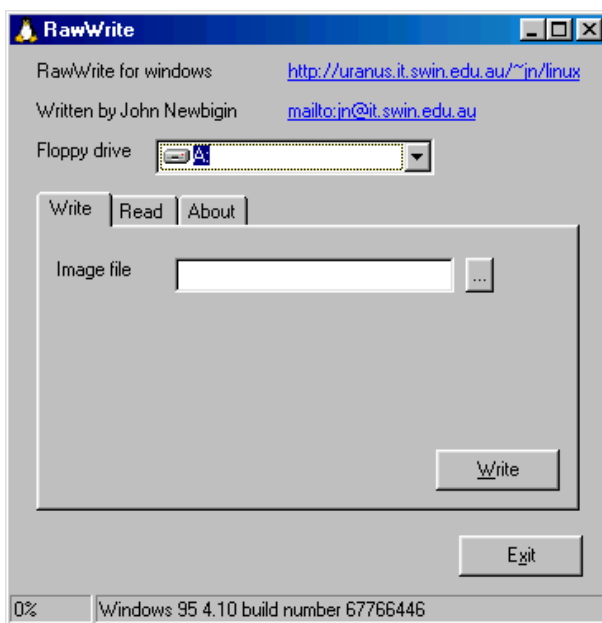 RawWrite
RawWrite for windows http://uranus.it.swin.edu.au/~jn/linux
Written by John Newbigin mailto:jn@it.swin.edu.au
Floppy drive A:
Write Read About
Image file ...
Write
Exit
0% Windows 95 4.10 build number 67766446